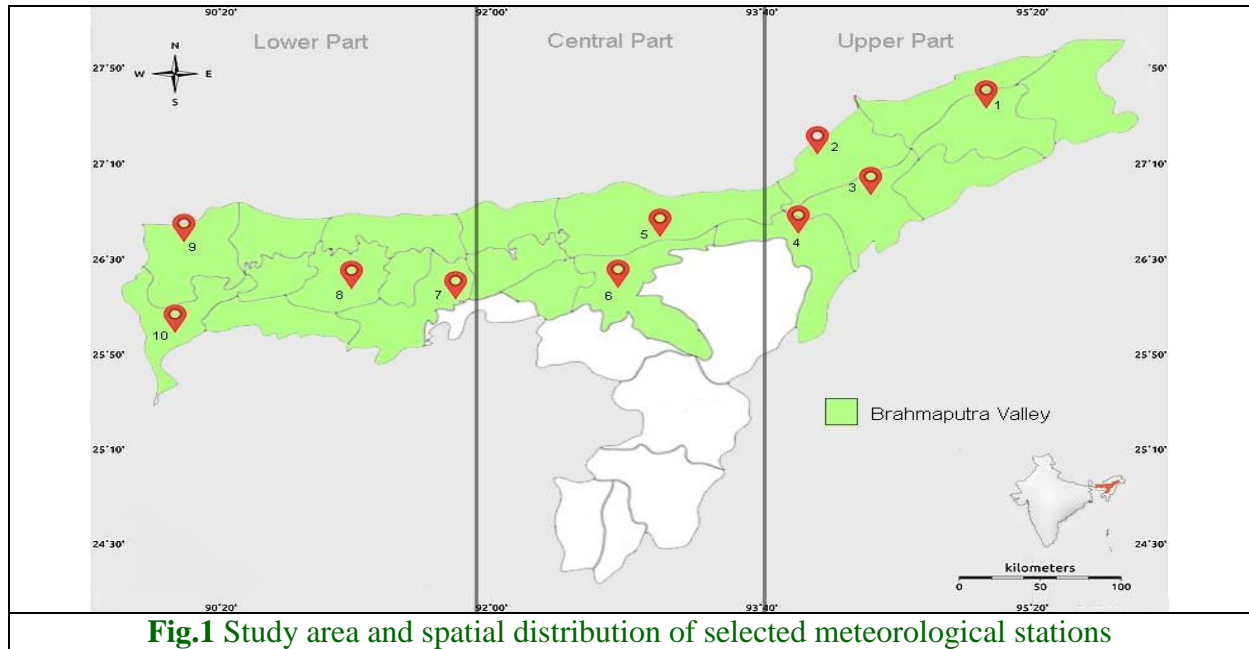 90˚20' 92˚00' 93˚40' 95˚20'
Lower Part Central Part Upper Part
N
W E
S
27˚50' 50'
1
2
27˚10' 27˚10'
3
4
5
9
26˚30' 26˚30'
6
7
8
10
25˚50' 25˚50'
Brahmaputra Valley
25˚10' 25˚10'
24˚30' 24˚30'
kilometers
0 50 100
90˚20' 92˚00' 93˚40' 95˚20'
Fig.1 Study area and spatial distribution of selected meteorological stations